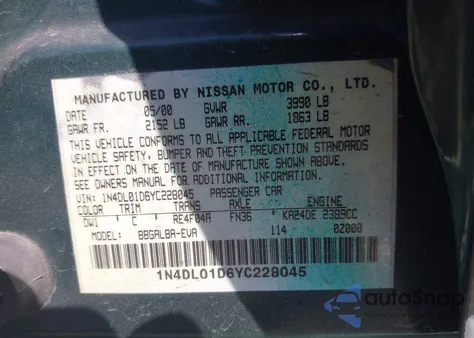 MANUFACTURED BY NISSAN MOTOR CO., LTD.
DATE 05/00 GVWR 3990 LB
GAWR FR. 2152 LB GAWR RR. 1863 LB
THIS VEHICLE CONFORMS TO ALL APPLICABLE FEDERAL MOTOR
VEHICLE SAFETY, BUMPER AND THEFT PREVENTION STANDARDS
IN EFFECT ON THE DATE OF MANUFACTURE SHOWN ABOVE.
SEE OWNERS MANUAL FOR ADDITIONAL INFORMATION.
VIN: 1N4DL01D6YC228045 PASSENGER CAR
COLOR TRIM TRANS AXLE ENGINE
DW1 C RE4F04A FN36 KA24DE 2389CC
MODEL: BBGALBA-EVA 114 0Z000
1N4DL01D6YC228045
autoSnap